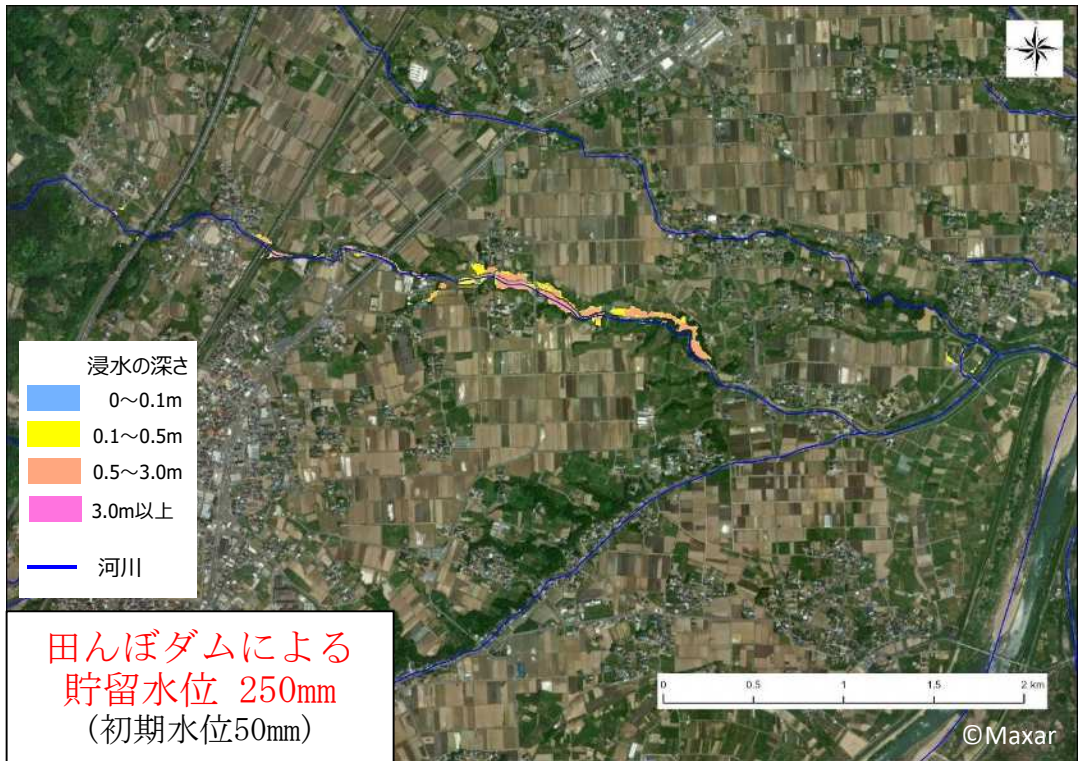 浸水の深さ
0～0.1m
0.1～0.5m
0.5～3.0m
3.0m以上
河川
田んぼダムによる
貯留水位 250mm
(初期水位50mm)
0 0.5 1 1.5 2 km
©Maxar